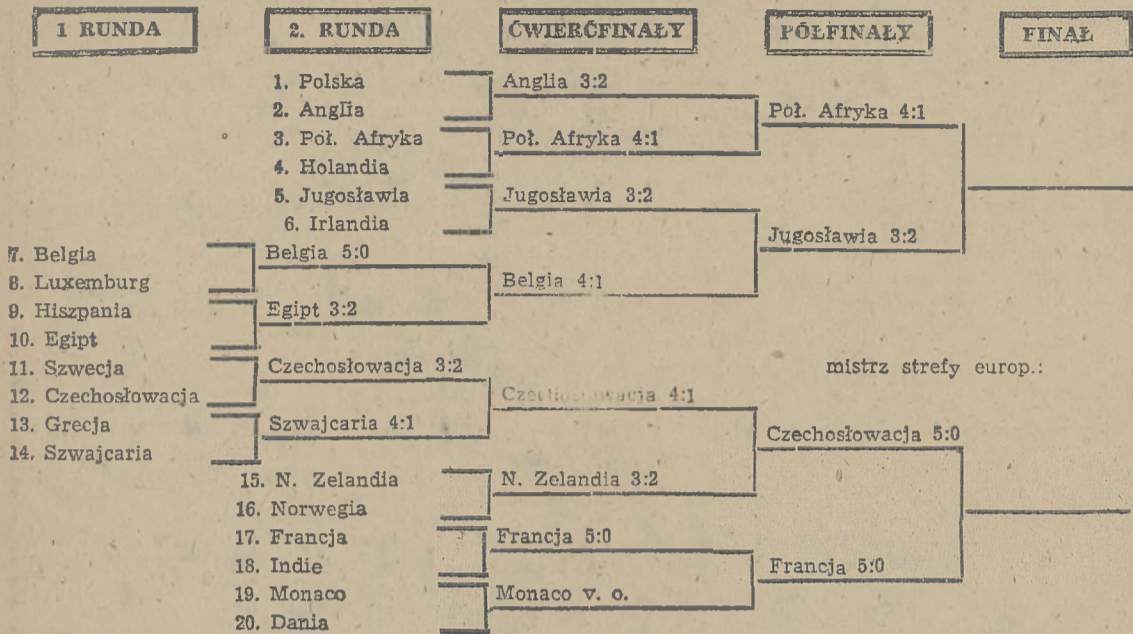 1 RUNDA
2. RUNDA
ĆWIERĆFINAŁY
PÓŁFINAŁY
FINAŁ
1. Polska
2. Anglia
3. Pół. Afryka
4. Holandia
5. Jugosławia
6. Irlandia
7. Belgia
8. Luxemburg
9. Hiszpania
10. Egipt
11. Szwecja
12. Czechosłowacja
13. Grecja
14. Szwajcaria
Belgia 5:0
Egipt 3:2
Czechosłowacja 3:2
Szwajcaria 4:1
15. N. Zelandia
16. Norwegia
17. Francja
18. Indie
19. Monaco
20. Dania
Anglia 3:2
Poł. Afryka 4:1
Jugosławia 3:2
Belgia 4:1
Czechosłowacja 4:1
N. Zelandia 3:2
Francja 5:0
Monaco v. o.
Poł. Afryka 4:1
Jugosławia 3:2
Czechosłowacja 5:0
Francja 5:0
mistrz strefy europ.: